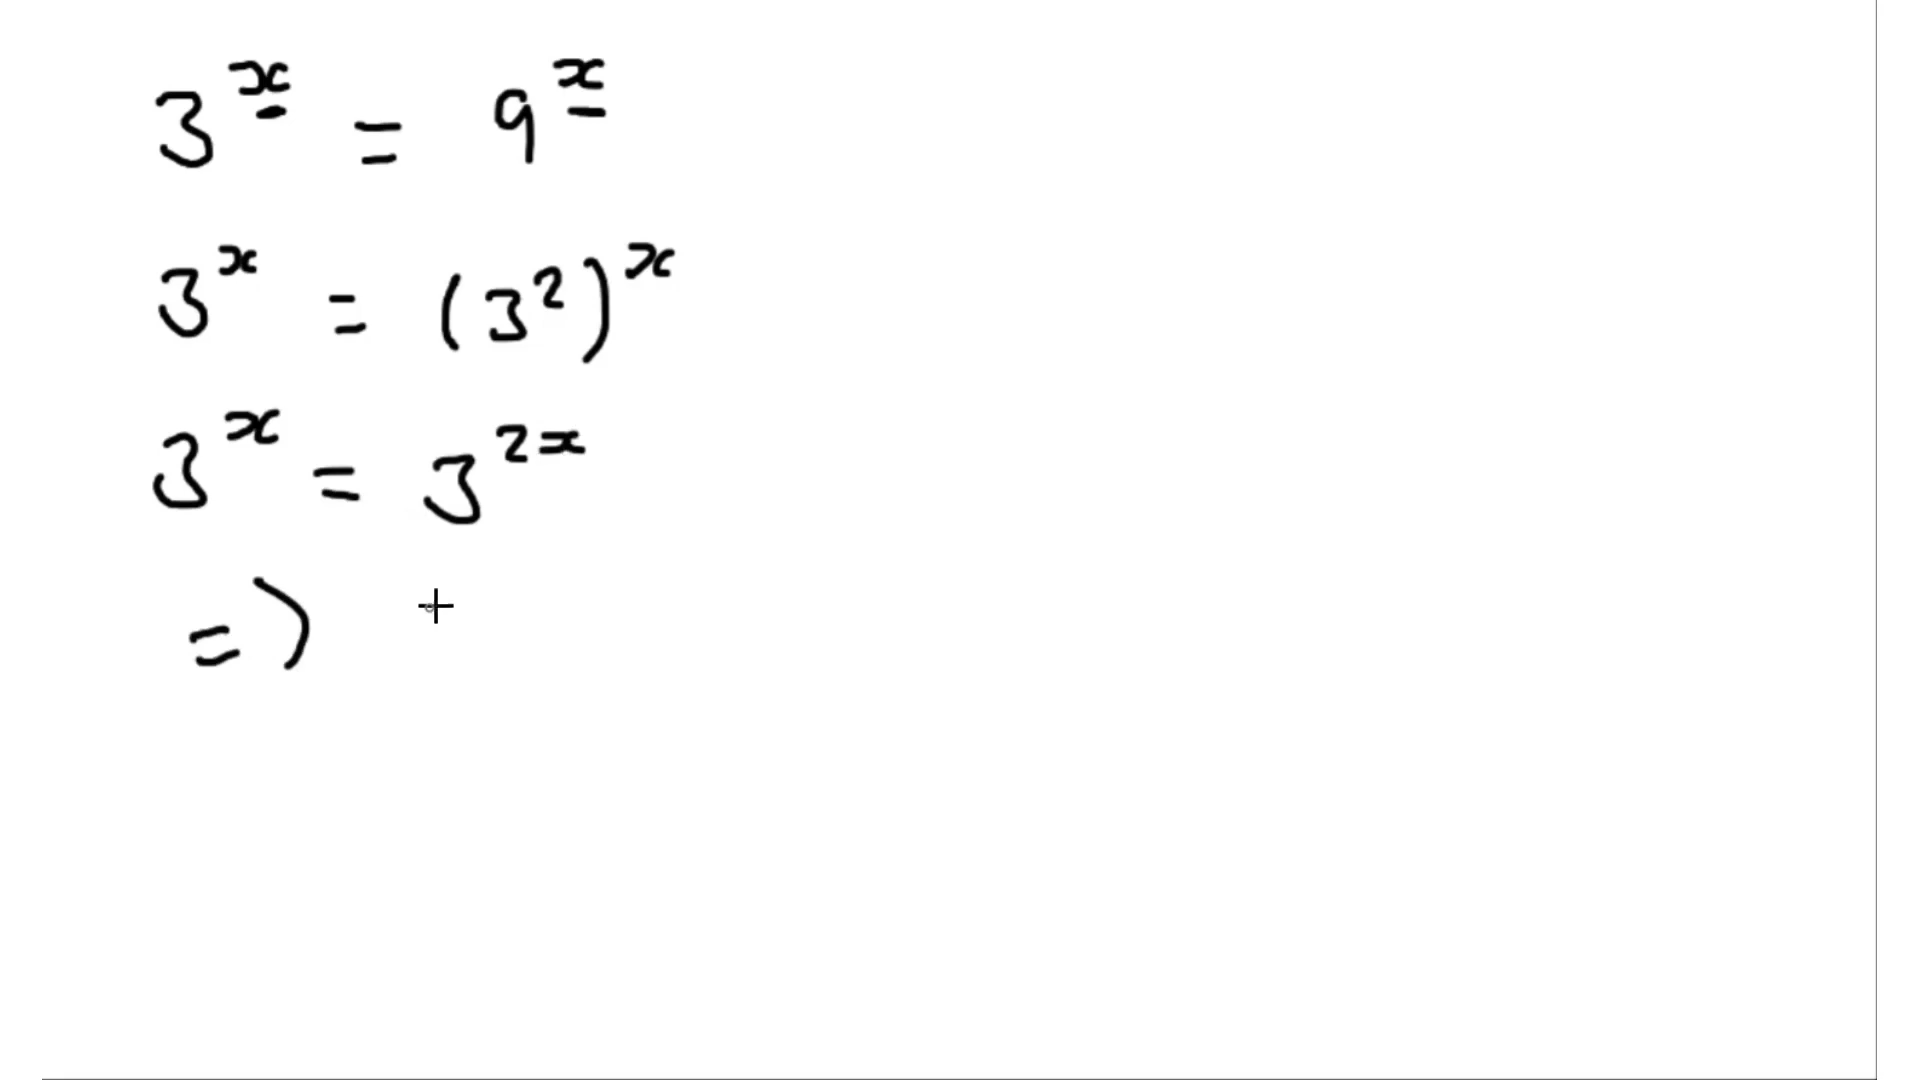 3^x = 9^x
3^x = (3^2)^x
3^x = 3^2x
=>